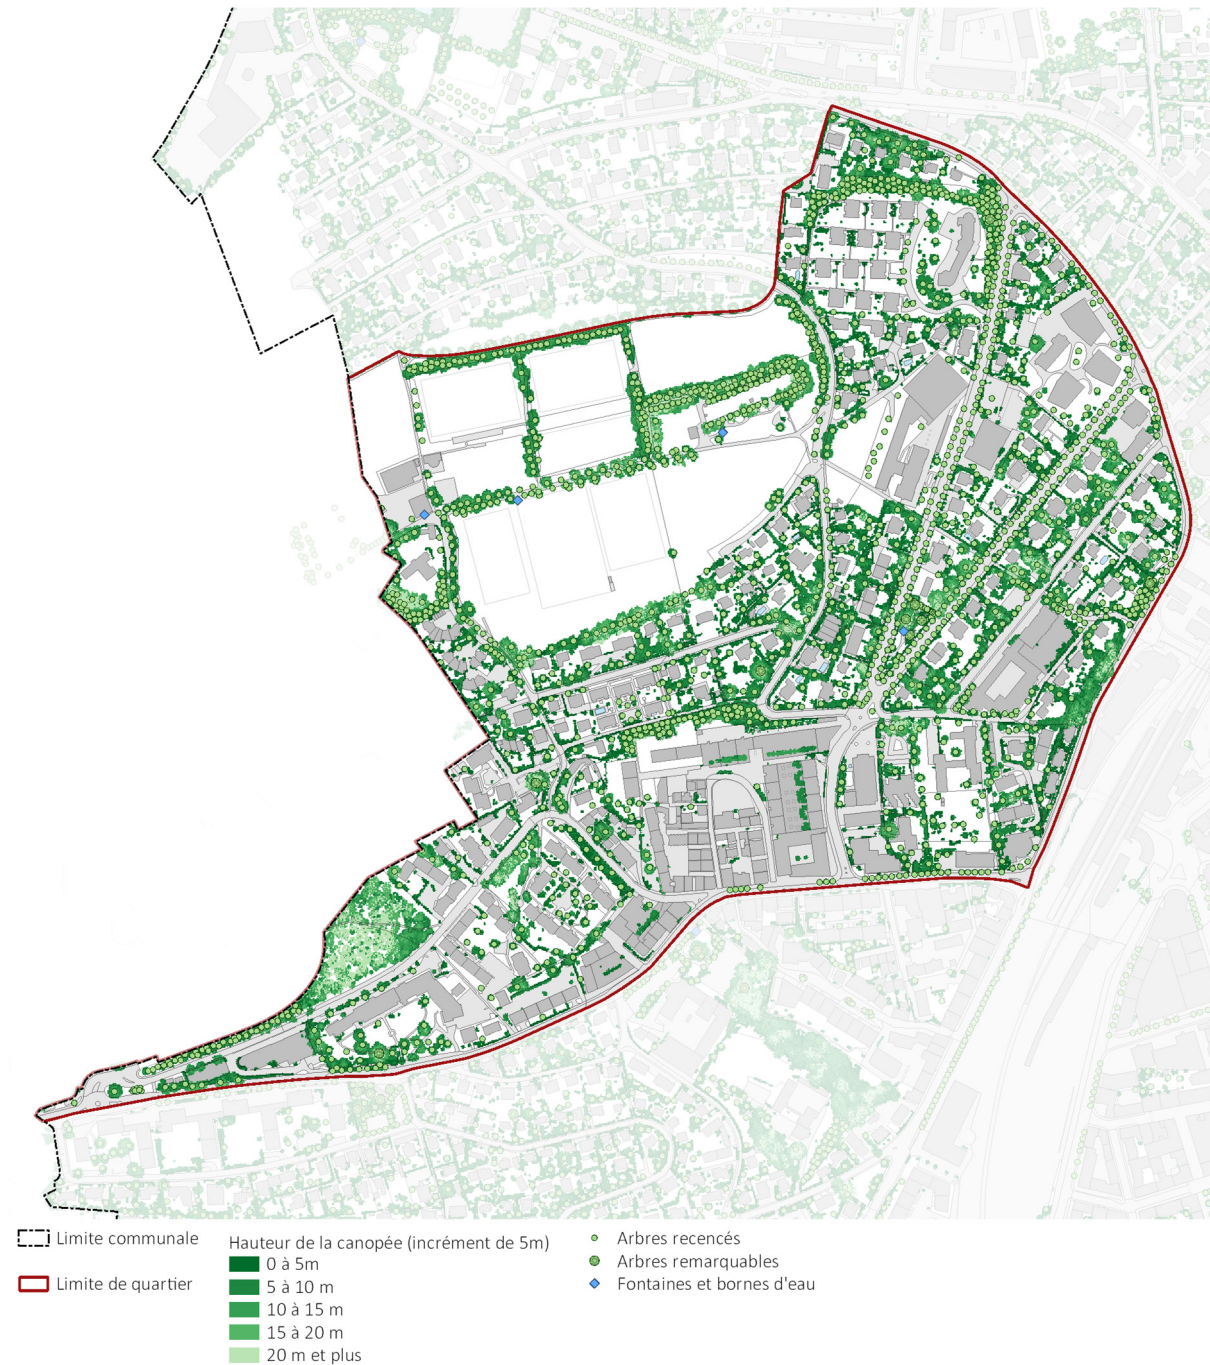 Limite communale
Limite de quartier
Hauteur de la canopée (incrément de 5m)
0 à 5m
5 à 10 m
10 à 15 m
15 à 20 m
20 m et plus
Arbres recencés
Arbres remarquables
Fontaines et bornes d'eau